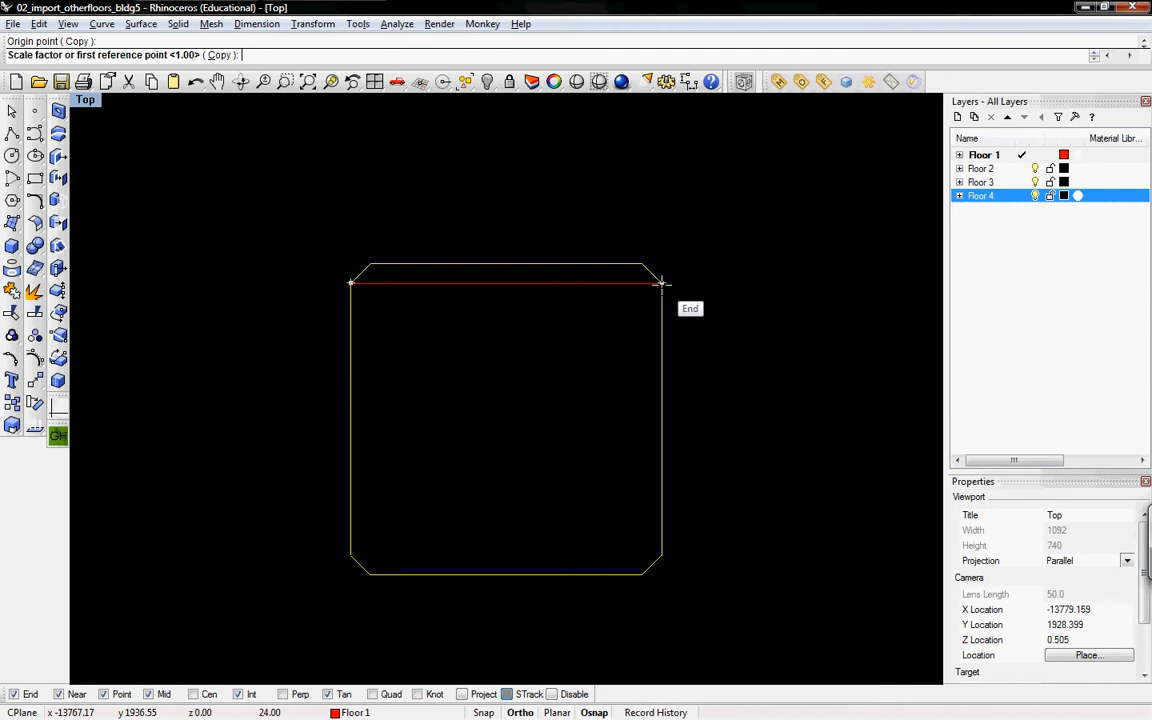 02_import_otherfloors_bldg5 - Rhinoceros (Educational) - [Top]
File Edit View Curve Surface Solid Mesh Dimension Transform Tools Analyze Render Monkey Help
Origin point ( Copy ):
Scale factor or first reference point <1.00> ( Copy ):
Top
Layers - All Layers
Name Material Libr...
Floor 1
Floor 2
Floor 3
Floor 4
End
GH
Properties
Viewport
Title Top
Width 1092
Height 740
Projection Parallel
Camera
Lens Length 50.0
X Location -13779.159
Y Location 1928.399
Z Location 0.505
Location Place...
Target
End Near Point Mid Cen Int Perp Tan Quad Knot Project STrack Disable
CPlane x -13767.17 y 1936.55 z 0.00 24.00 Floor 1 Snap Ortho Planar Osnap Record History